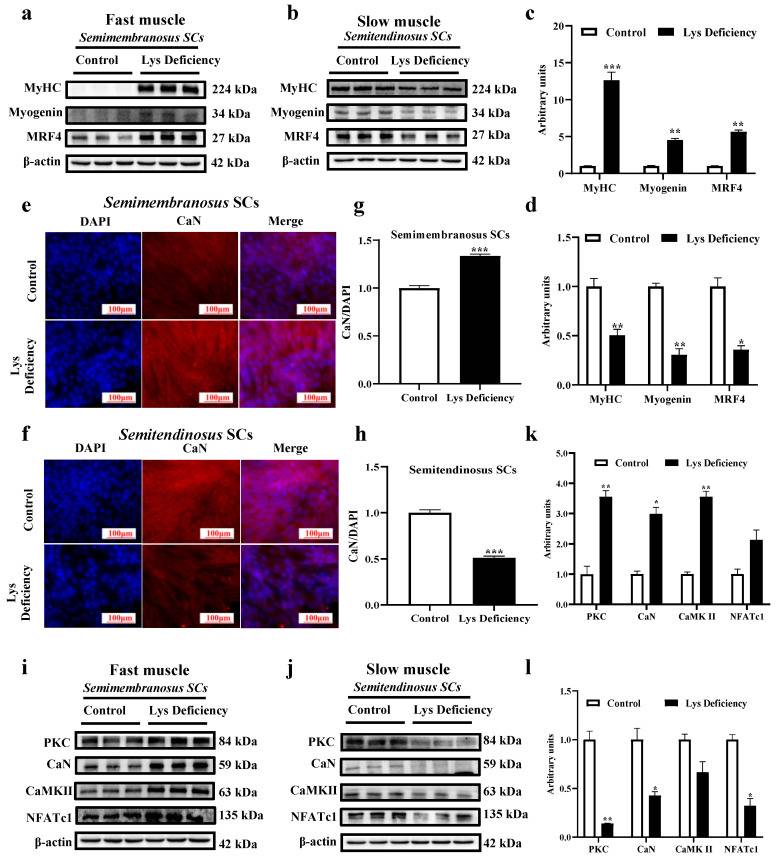 a
Fast muscle
Semimembranosus SCs
Control Lys Deficiency
MyHC 224 kDa
Myogenin 34 kDa
MRF4 27 kDa
β-actin 42 kDa
b
Slow muscle
Semitendinosus SCs
Control Lys Deficiency
MyHC 224 kDa
Myogenin 34 kDa
MRF4 27 kDa
β-actin 42 kDa
c
Control Lys Deficiency
Arbitrary units
20
15
10
5
0
***
**
**
MyHC Myogenin MRF4
e
Semimembranosus SCs
DAPI CaN Merge
Control
100μm 100μm 100μm
Lys
Deficiency
100μm 100μm 100μm
g
Semimembranosus SCs
CaN/DAPI
1.5
1.0
0.5
0.0
***
Control Lys Deficiency
d
Control Lys Deficiency
Arbitrary units
1.5
1.0
0.5
0.0
**
**
*
MyHC Myogenin MRF4
f
Semitendinosus SCs
DAPI CaN Merge
Control
100μm 100μm 100μm
Lys
Deficiency
100μm 100μm 100μm
h
Semitendinosus SCs
CaN/DAPI
1.5
1.0
0.5
0.0
***
Control Lys Deficiency
k
Control Lys Deficiency
Arbitrary units
5.0
4.0
3.0
2.0
1.0
0.0
**
*
**
PKC CaN CaMK II NFATc1
i
Fast muscle
Semimembranosus SCs
Control Lys Deficiency
PKC 84 kDa
CaN 59 kDa
CaMKII 63 kDa
NFATc1 135 kDa
β-actin 42 kDa
j
Slow muscle
Semitendinosus SCs
Control Lys Deficiency
PKC 84 kDa
CaN 59 kDa
CaMKII 63 kDa
NFATc1 135 kDa
β-actin 42 kDa
l
Control Lys Deficiency
Arbitrary units
1.5
1.0
0.5
0.0
**
*
*
PKC CaN CaMK II NFATc1